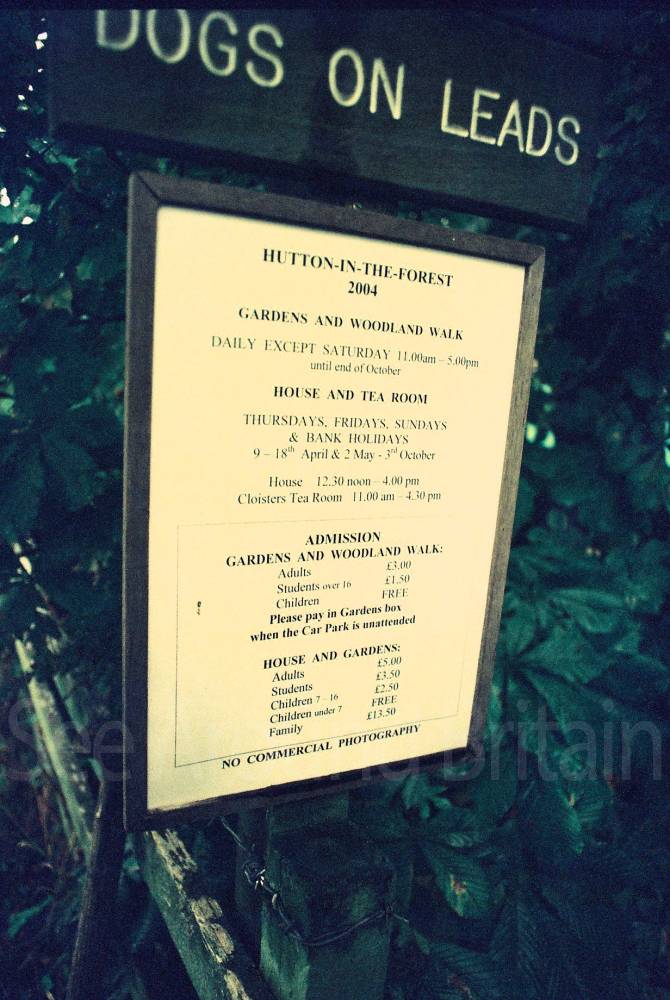 DOGS ON LEADS
HUTTON-IN-THE-FOREST
2004
GARDENS AND WOODLAND WALK
DAILY EXCEPT SATURDAY 11.00am – 5.00pm
until end of October
HOUSE AND TEA ROOM
THURSDAYS, FRIDAYS, SUNDAYS
& BANK HOLIDAYS
9 – 18th April & 2 May - 3rd October
House 12.30 noon – 4.00 pm
Cloisters Tea Room 11.00 am – 4.30 pm
ADMISSION
GARDENS AND WOODLAND WALK:
Adults £3.00
Students over 16 £1.50
Children FREE
Please pay in Gardens box
when the Car Park is unattended
HOUSE AND GARDENS:
Adults £5.00
Students £3.50
Children 7 – 16 £2.50
Children under 7 FREE
Family £13.50
NO COMMERCIAL PHOTOGRAPHY
See Around Britain